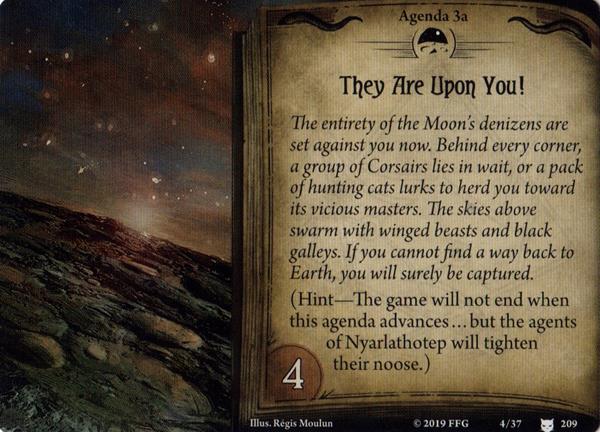 Agenda 3a
They Are Upon You!
The entirety of the Moon's denizens are
set against you now. Behind every corner,
a group of Corsairs lies in wait, or a pack
of hunting cats lurks to herd you toward
its vicious masters. The skies above
swarm with winged beasts and black
galleys. If you cannot find a way back to
Earth, you will surely be captured.
(Hint—The game will not end when
this agenda advances…but the agents
of Nyarlathotep will tighten
their noose.)
4
Illus. Régis Moulun © 2019 FFG 4/37 209